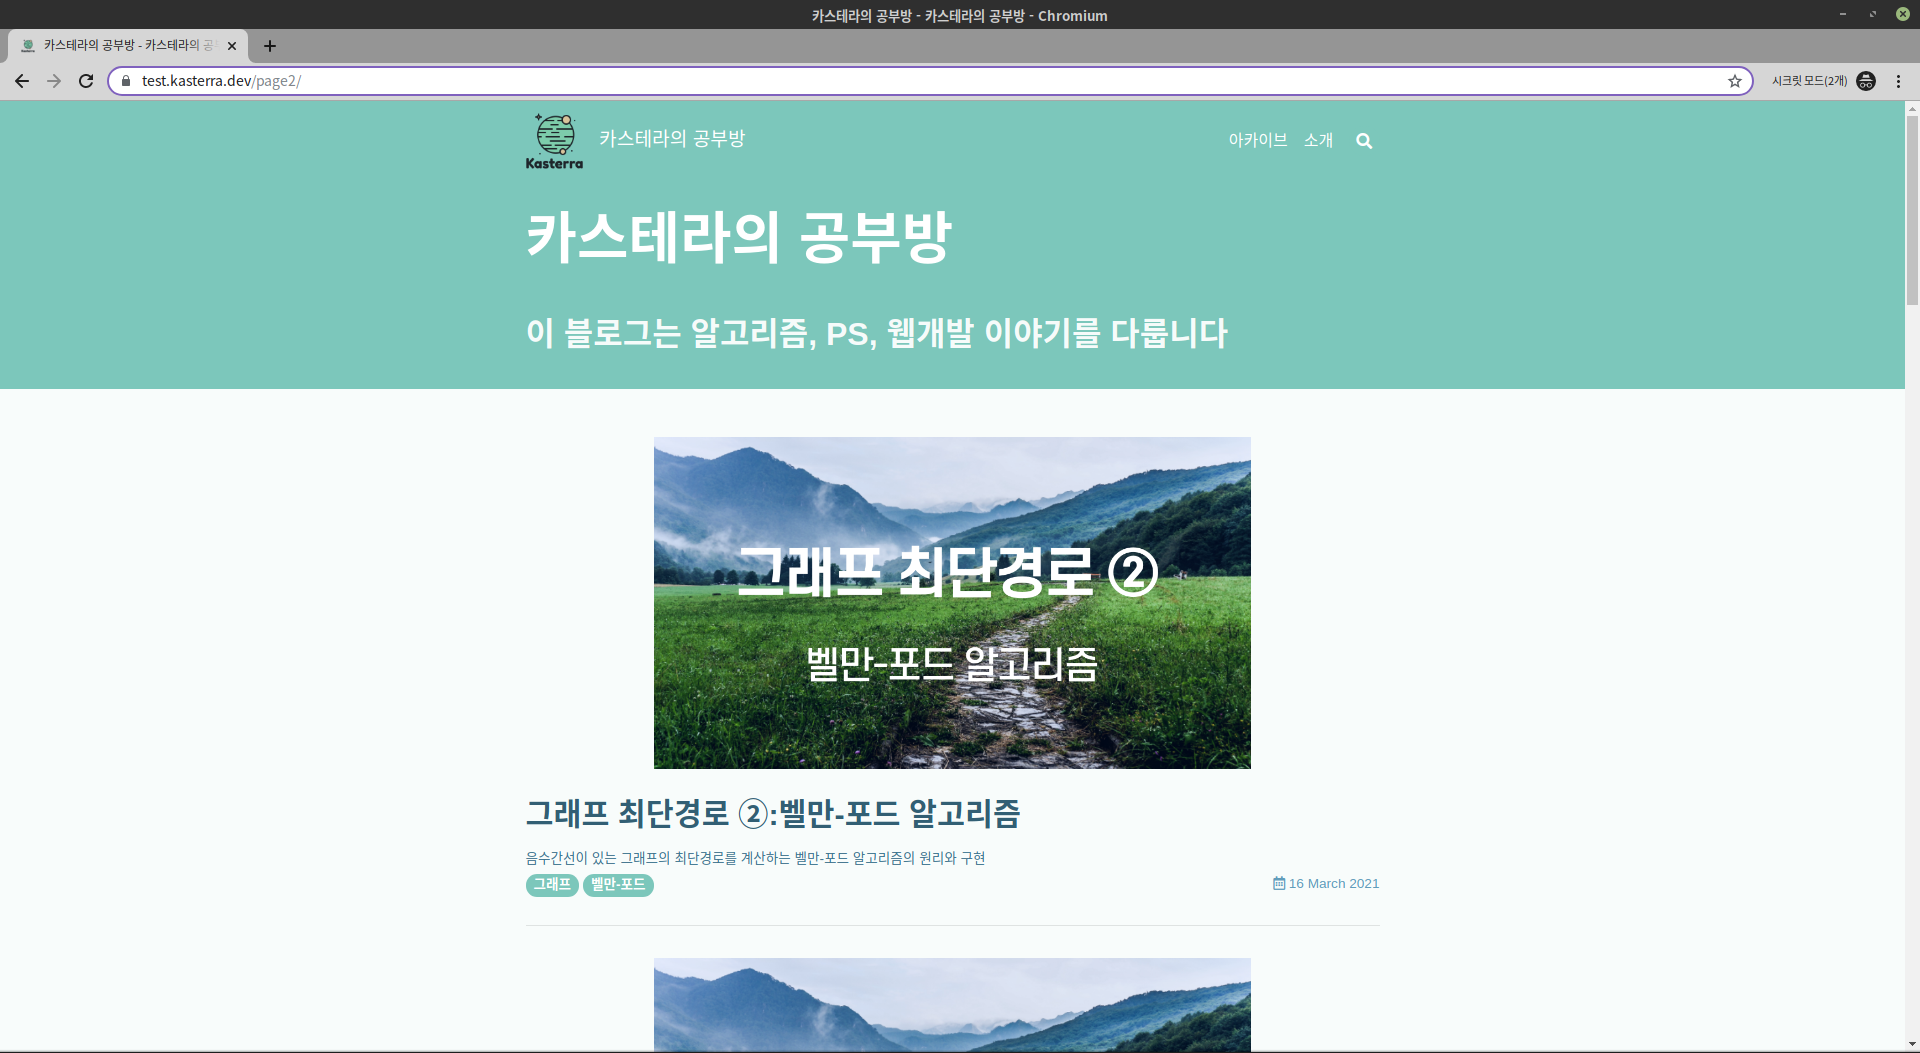 카스테라의 공부방 - 카스테라의 공부방 - Chromium
카스테라의 공부방 - 카스테라의 공
test.kasterra.dev/page2/
시크릿 모드(2개)
Kasterra
카스테라의 공부방
아카이브 소개
카스테라의 공부방
이 블로그는 알고리즘, PS, 웹개발 이야기를 다룹니다
그래프 최단경로 ②
벨만-포드 알고리즘
그래프 최단경로 ②:벨만-포드 알고리즘
음수간선이 있는 그래프의 최단경로를 계산하는 벨만-포드 알고리즘의 원리와 구현
그래프 벨만-포드
16 March 2021